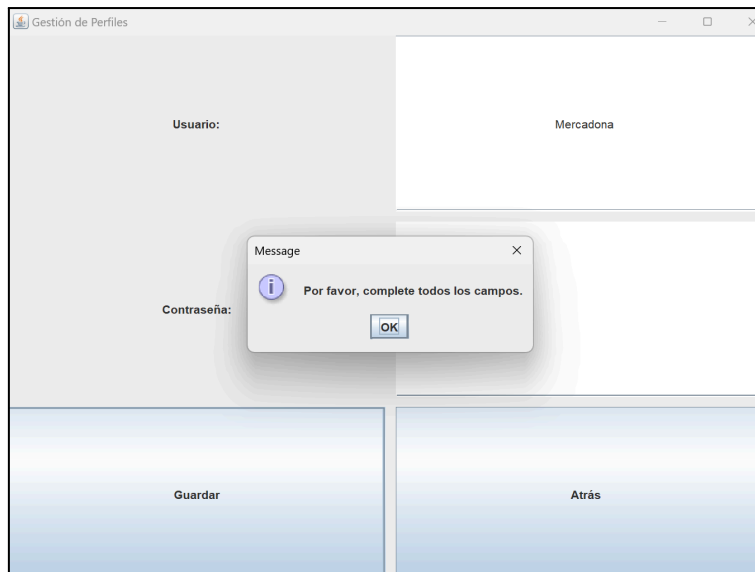 Gestión de Perfiles
Usuario:
Mercadona
Message
Por favor, complete todos los campos.
OK
Contraseña:
Guardar
Atrás